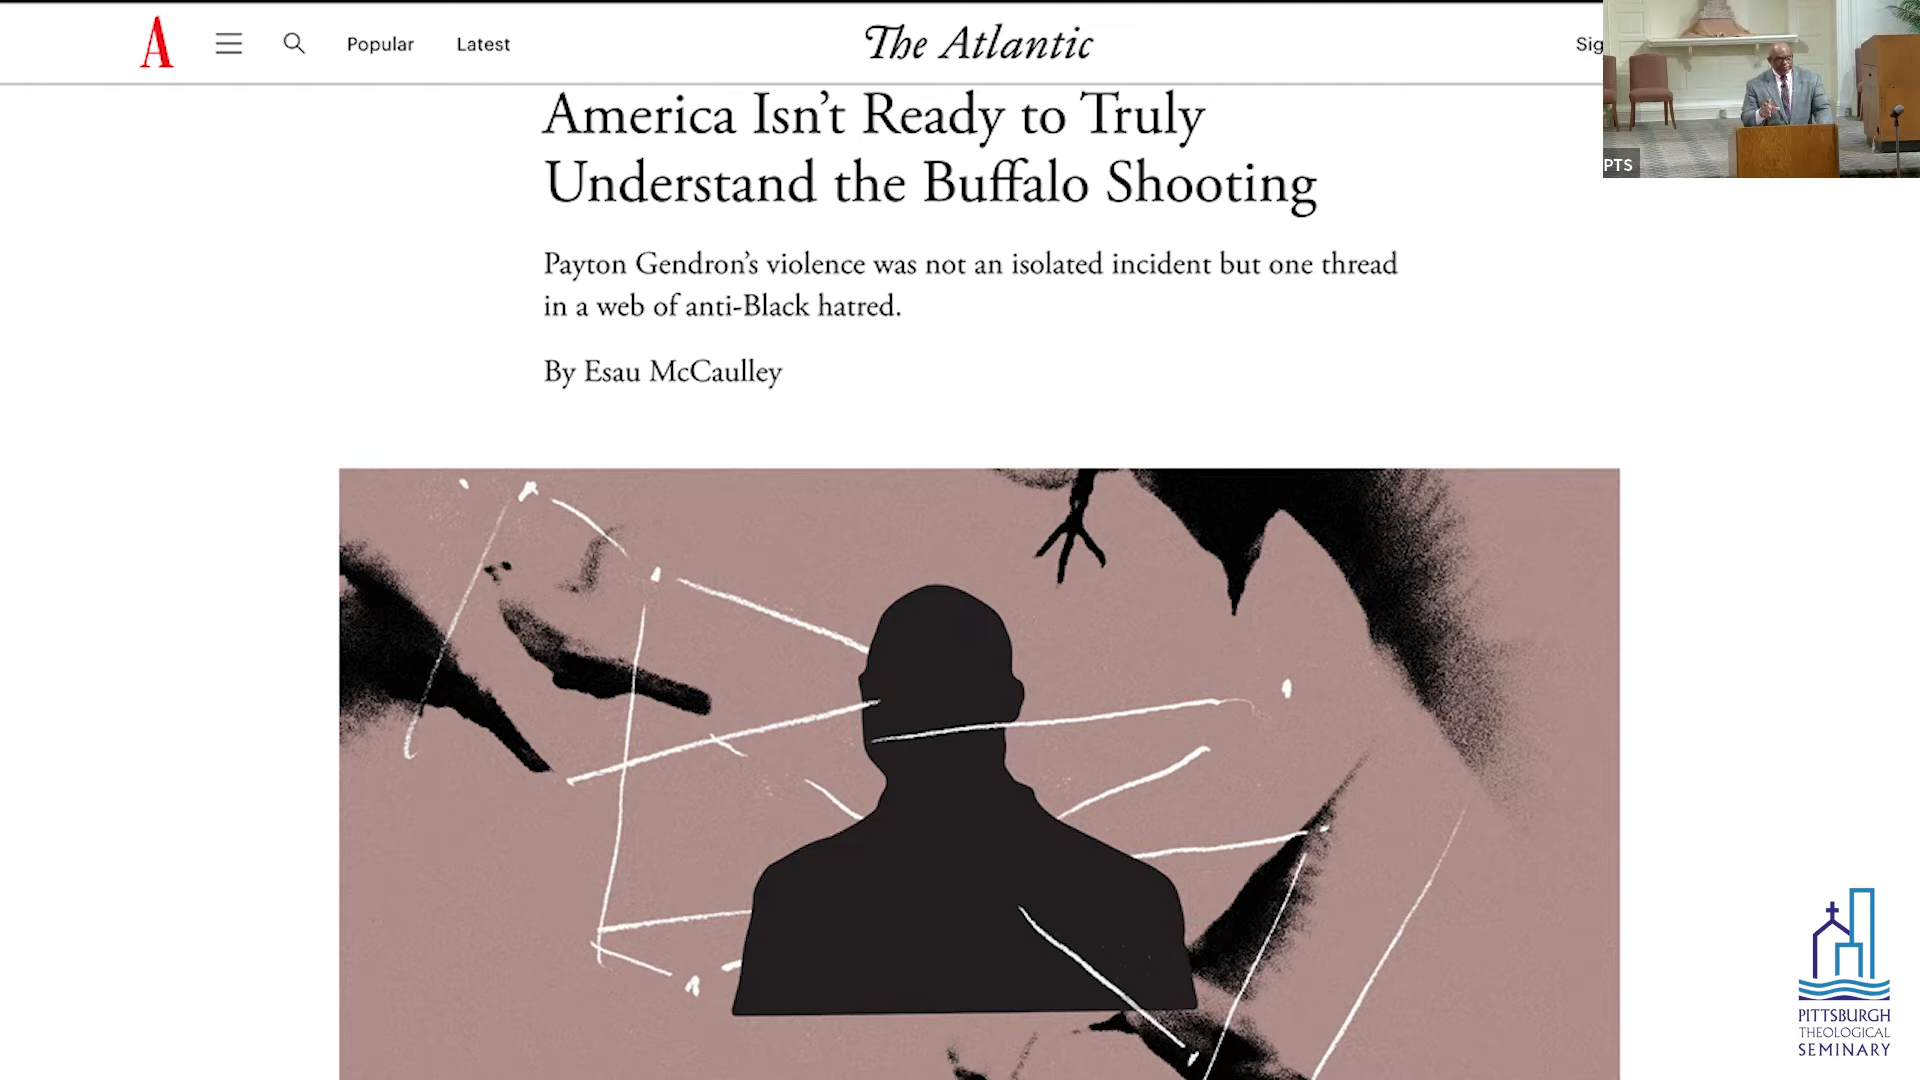 A
Popular
Latest
The Atlantic
Sig
PTS
America Isn’t Ready to Truly
Understand the Buffalo Shooting
Payton Gendron’s violence was not an isolated incident but one thread
in a web of anti-Black hatred.
By Esau McCaulley
PITTSBURGH
THEOLOGICAL
SEMINARY